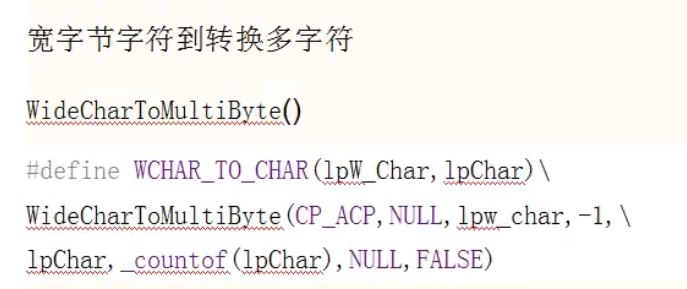 宽字节字符到转换多字符
WideCharToMultiByte()
#define WCHAR_TO_CHAR(lpW_Char,lpChar)\
WideCharToMultiByte(CP_ACP,NULL,lpw_char,-1,\
lpChar,_countof(lpChar),NULL,FALSE)